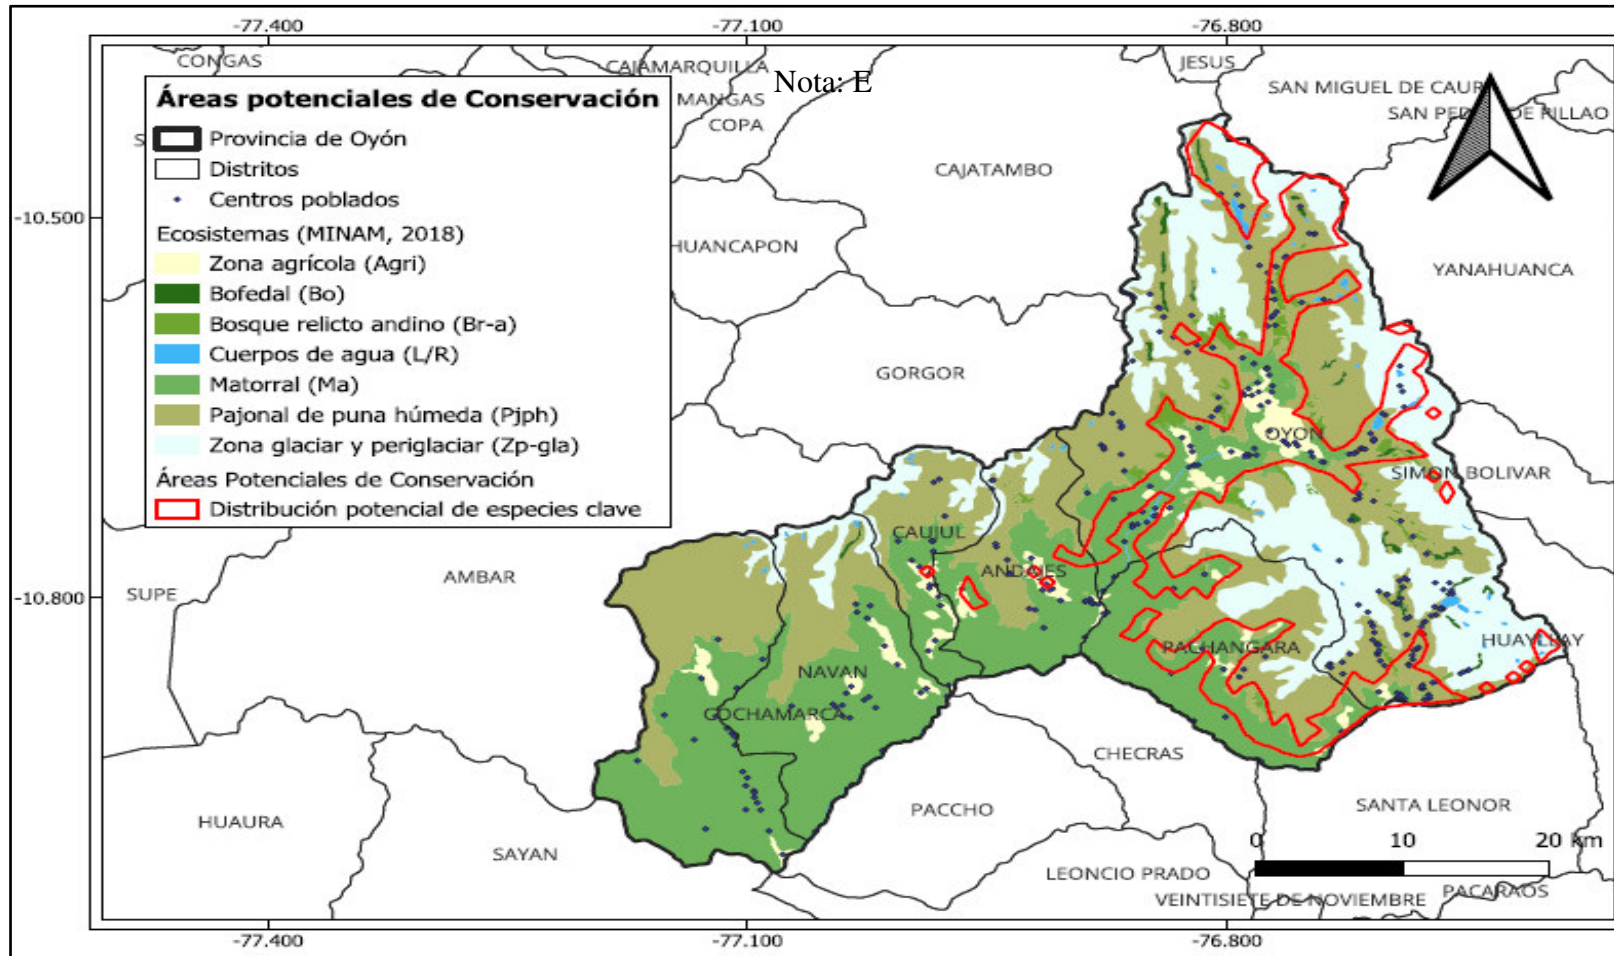 -77.400
-77.100
-76.800
CONGAS
CAJAMARQUILLA
Nota: E
JESUS
MANGAS
SAN MIGUEL DE CAUR
COPA
SAN PED
DE PILLAO
Áreas potenciales de Conservación
Provincia de Oyón
Distritos
Centros poblados
Ecosistemas (MINAM, 2018)
Zona agrícola (Agri)
Bofedal (Bo)
Bosque relicto andino (Br-a)
Cuerpos de agua (L/R)
Matorral (Ma)
Pajonal de puna húmeda (Pjph)
Zona glaciar y periglaciar (Zp-gla)
Áreas Potenciales de Conservación
Distribución potencial de especies clave
CAJATAMBO
-10.500
HUANCAPON
YANAHUANCA
GORGOR
OYON
SIMON BOLIVAR
CAUJUL
ANDAJES
AMBAR
SUPE
-10.800
PACHANGARA
HUAYLLAY
NAVAN
COCHAMARCA
CHECRAS
SANTA LEONOR
PACCHO
HUAURA
SAYAN
0 10 20 km
LEONCIO PRADO
VEINTISIETE DE NOVIEMBRE
PACARAOS
-77.400
-77.100
-76.800